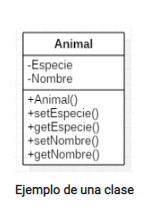 Animal
-Especie
-Nombre
+Animal()
+setEspecie()
+getEspecie()
+setNombre()
+getNombre()
Ejemplo de una clase